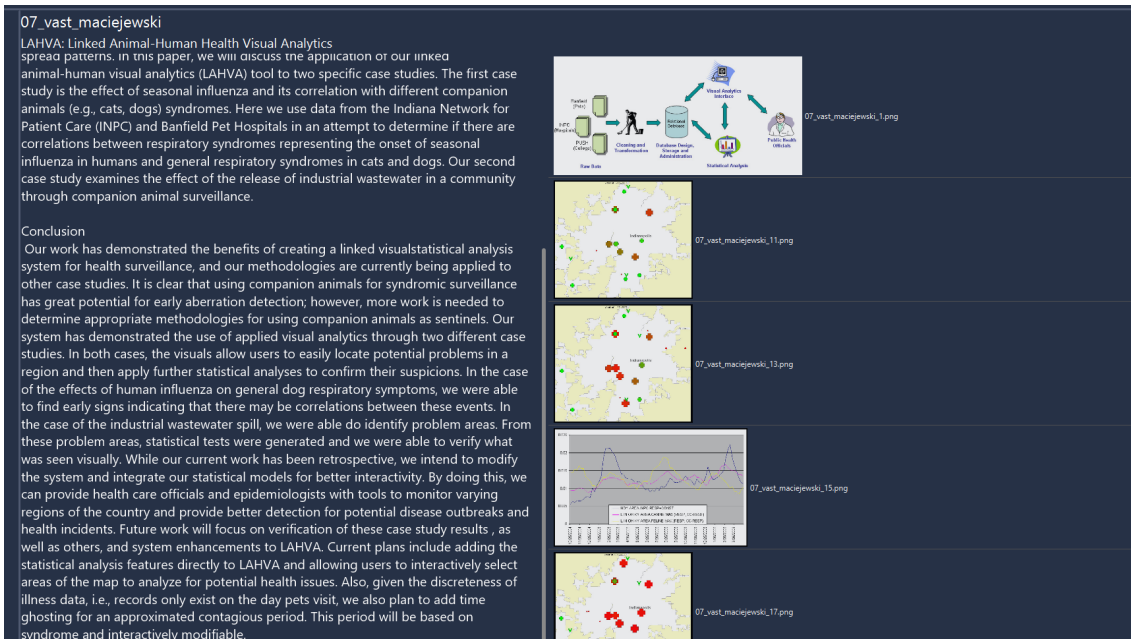 07_vast_maciejewski
LAHVA: Linked Animal-Human Health Visual Analytics
spread patterns. In this paper, we will discuss the application of our linked
animal-human visual analytics (LAHVA) tool to two specific case studies. The first case
study is the effect of seasonal influenza and its correlation with different companion
animals (e.g., cats, dogs) syndromes. Here we use data from the Indiana Network for
Patient Care (INPC) and Banfield Pet Hospitals in an attempt to determine if there are
correlations between respiratory syndromes representing the onset of seasonal
influenza in humans and general respiratory syndromes in cats and dogs. Our second
case study examines the effect of the release of industrial wastewater in a community
through companion animal surveillance.
Conclusion
Our work has demonstrated the benefits of creating a linked visualstatistical analysis
system for health surveillance, and our methodologies are currently being applied to
other case studies. It is clear that using companion animals for syndromic surveillance
has great potential for early aberration detection; however, more work is needed to
determine appropriate methodologies for using companion animals as sentinels. Our
system has demonstrated the use of applied visual analytics through two different case
studies. In both cases, the visuals allow users to easily locate potential problems in a
region and then apply further statistical analyses to confirm their suspicions. In the case
of the effects of human influenza on general dog respiratory symptoms, we were able
to find early signs indicating that there may be correlations between these events. In
the case of the industrial wastewater spill, we were able do identify problem areas. From
these problem areas, statistical tests were generated and we were able to verify what
was seen visually. While our current work has been retrospective, we intend to modify
the system and integrate our statistical models for better interactivity. By doing this, we
can provide health care officials and epidemiologists with tools to monitor varying
regions of the country and provide better detection for potential disease outbreaks and
health incidents. Future work will focus on verification of these case study results , as
well as others, and system enhancements to LAHVA. Current plans include adding the
statistical analysis features directly to LAHVA and allowing users to interactively select
areas of the map to analyze for potential health issues. Also, given the discreteness of
illness data, i.e., records only exist on the day pets visit, we also plan to add time
ghosting for an approximated contagious period. This period will be based on
syndrome and interactively modifiable.
Visual Analytics
Interface
Banfield
(Pets)
INPC
(Hospitals)
PUSH
(College)
Raw Data
Cleaning and
Transformation
Database Design,
Storage and
Administration
Statistical Analysis
Public Health
Officials
07_vast_maciejewski_1.png
07_vast_maciejewski_11.png
07_vast_maciejewski_13.png
07_vast_maciejewski_15.png
07_vast_maciejewski_17.png